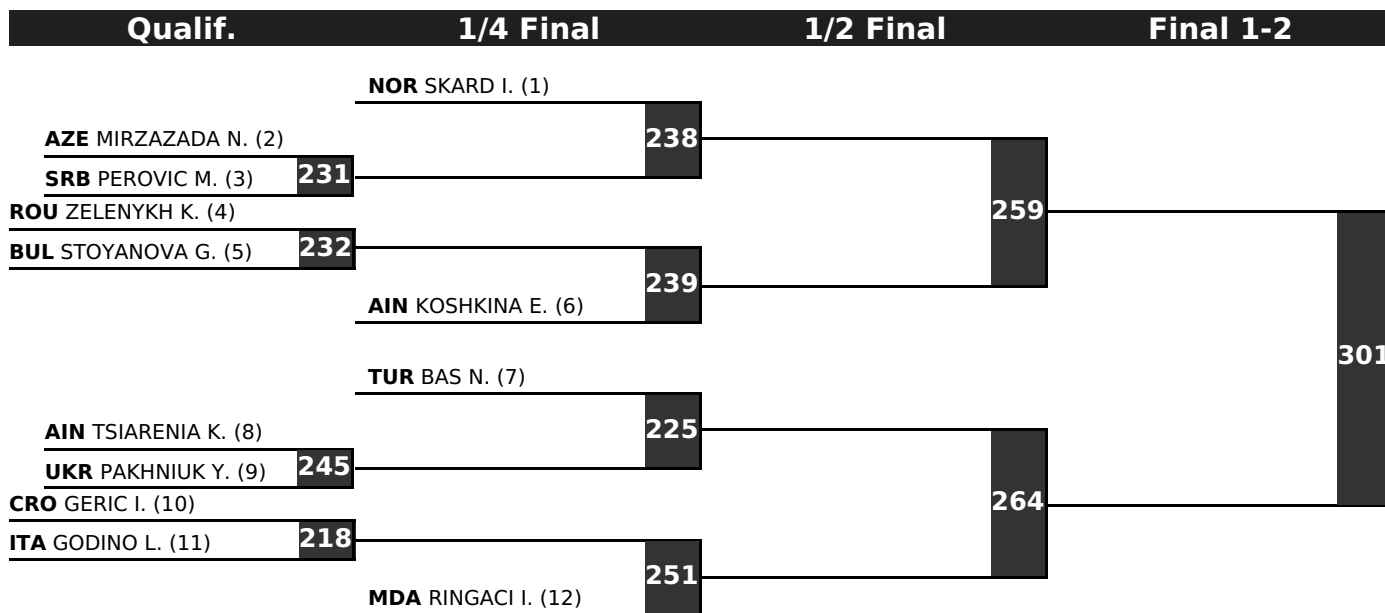 Qualif. 1/4 Final 1/2 Final Final 1-2
NOR SKARD I. (1)
238
AZE MIRZAZADA N. (2)
231
SRB PEROVIC M. (3)
259
ROU ZELENYKH K. (4)
232
BUL STOYANOVA G. (5)
239
AIN KOSHKINA E. (6)
301
TUR BAS N. (7)
225
AIN TSIARENIA K. (8)
245
UKR PAKHNIUK Y. (9)
264
CRO GERIC I. (10)
218
ITA GODINO L. (11)
251
MDA RINGACI I. (12)